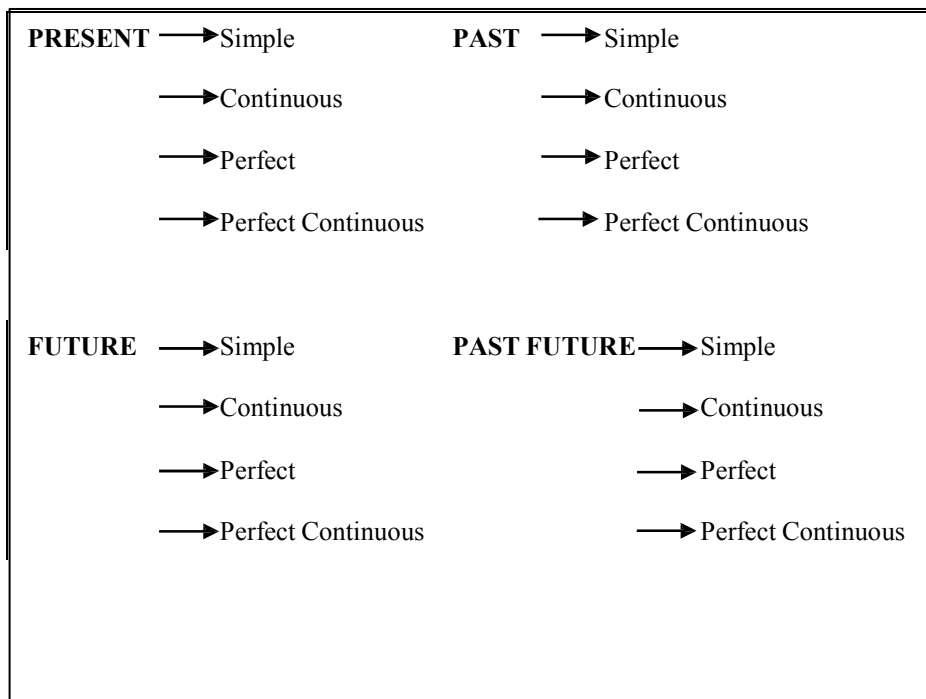 PRESENT Simple PAST Simple
Continuous Continuous
Perfect Perfect
Perfect Continuous Perfect Continuous
FUTURE Simple PAST FUTURE Simple
Continuous Continuous
Perfect Perfect
Perfect Continuous Perfect Continuous